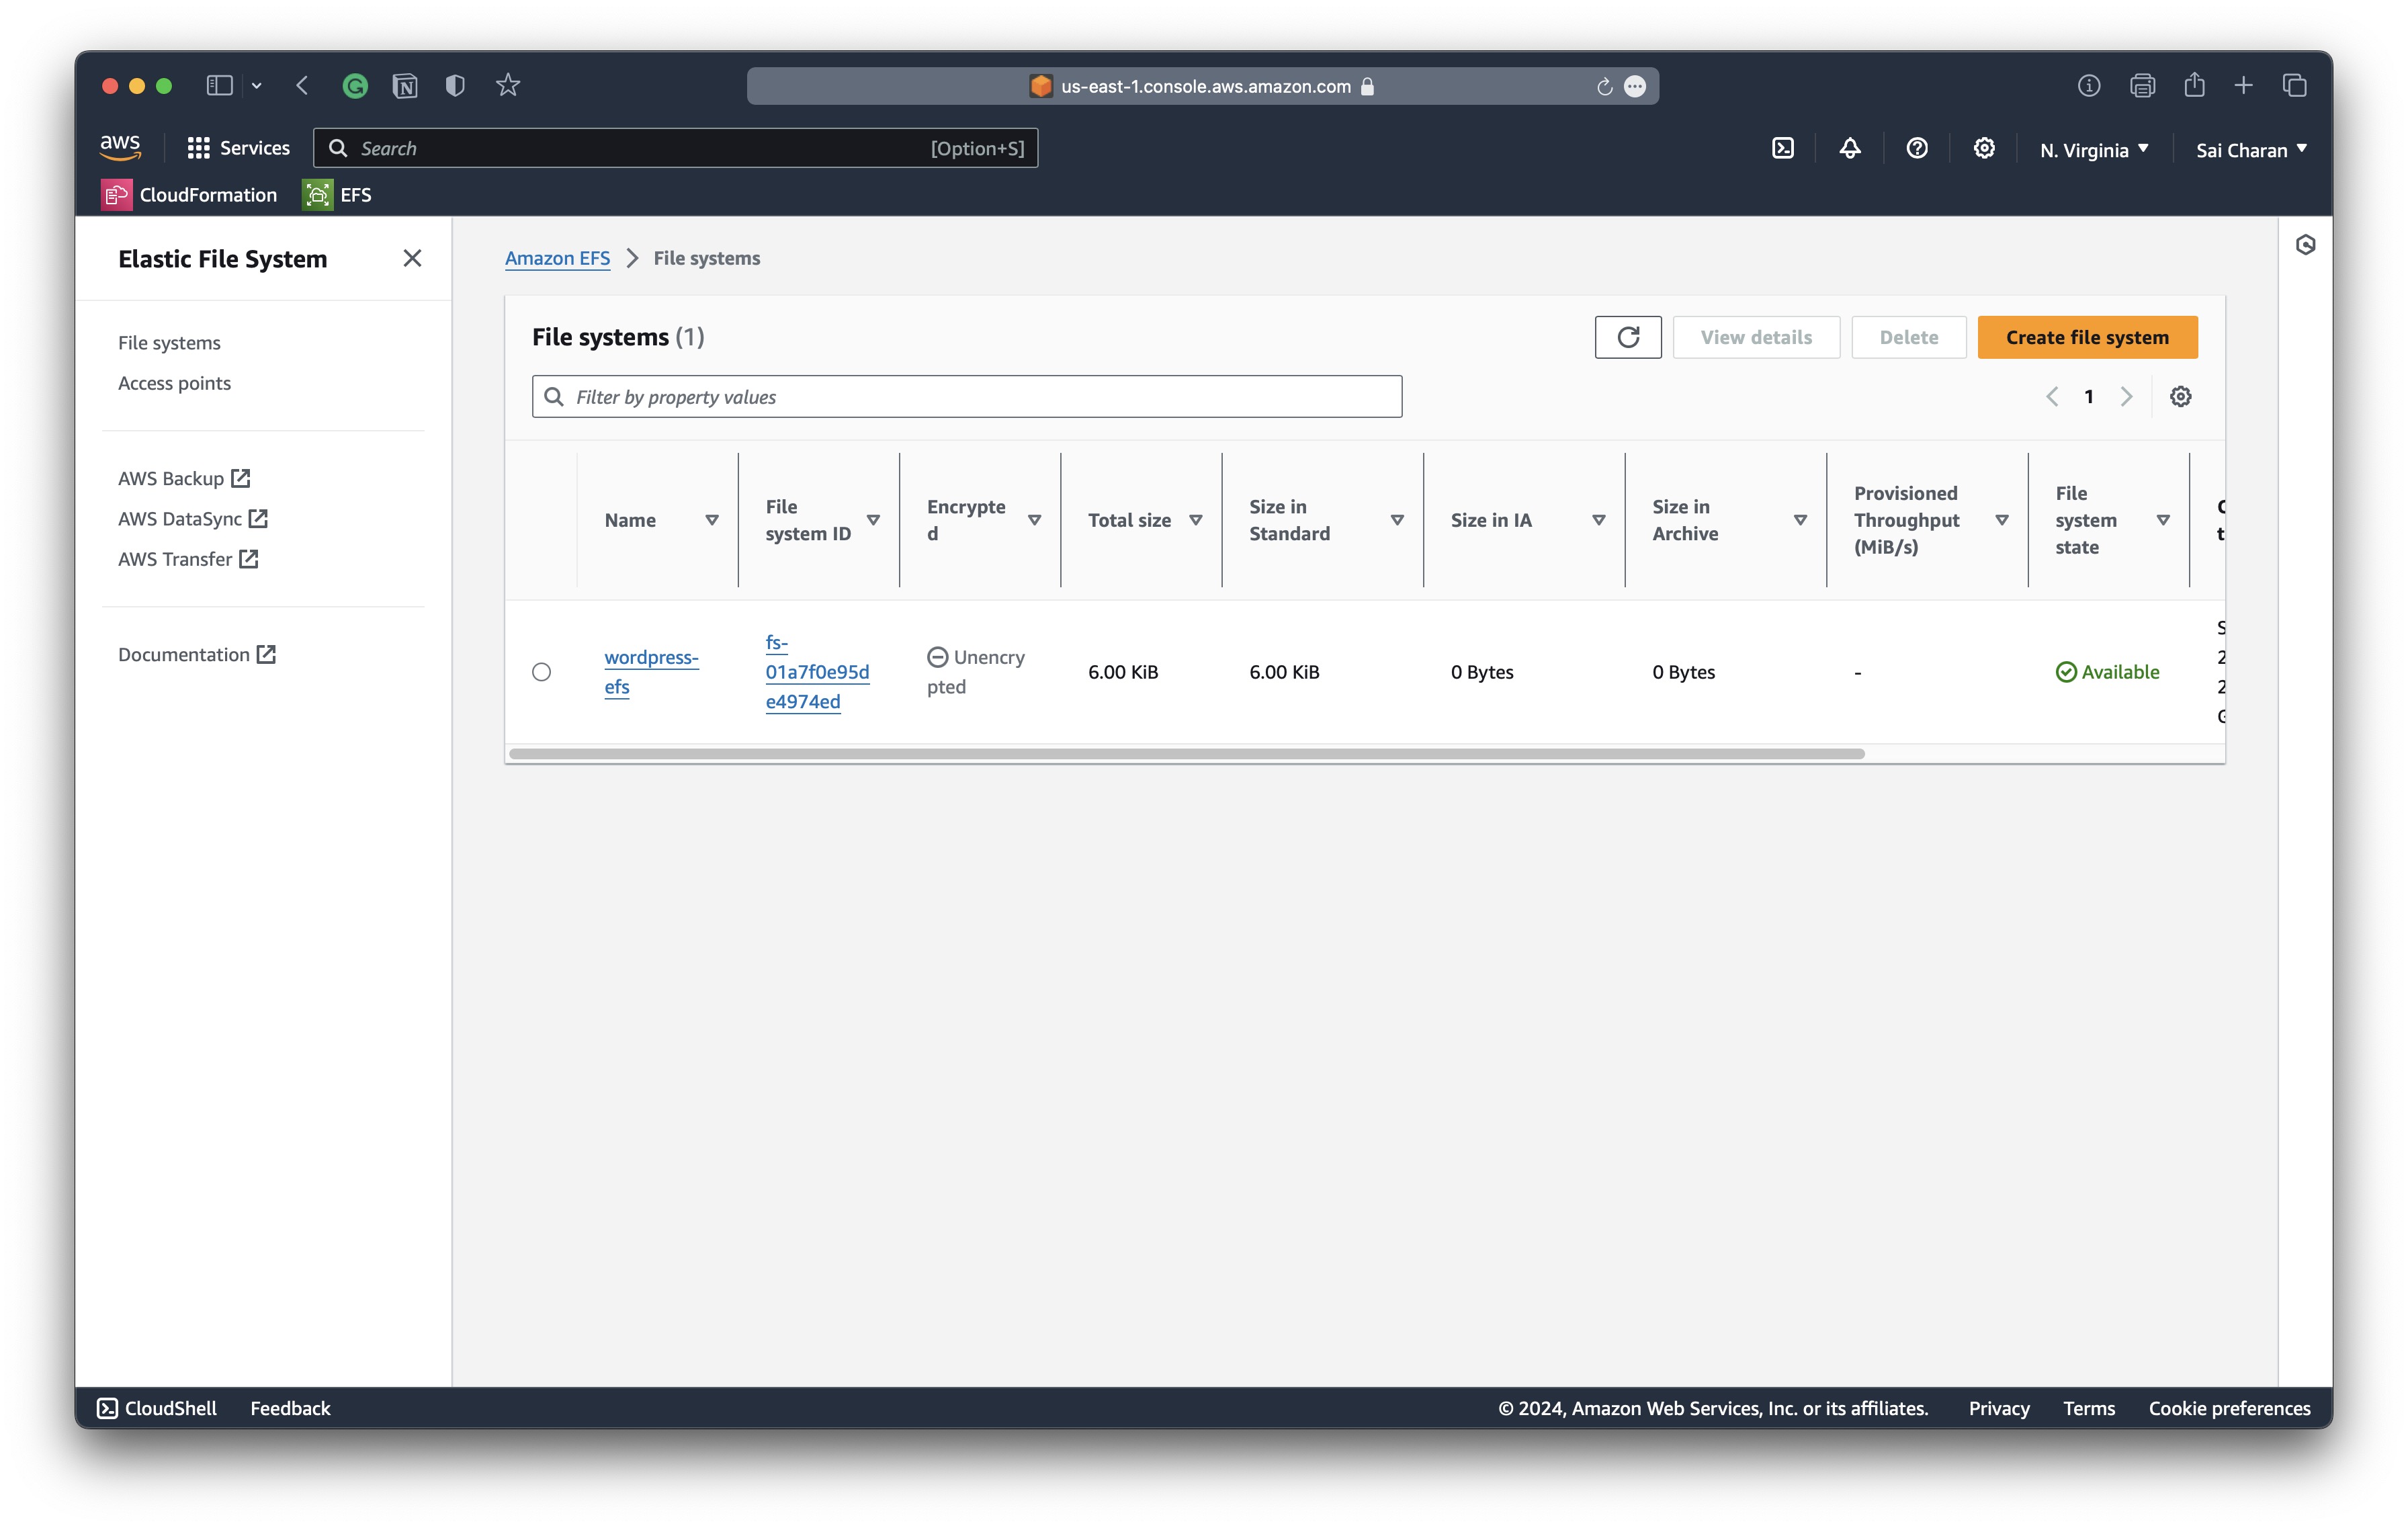 us-east-1.console.aws.amazon.com
aws
Services
Search
[Option+S]
N. Virginia
Sai Charan
CloudFormation
EFS
Elastic File System
File systems
Access points
AWS Backup
AWS DataSync
AWS Transfer
Documentation
Amazon EFS
File systems
File systems (1)
View details
Delete
Create file system
Filter by property values
1
Name
File
system ID
Encrypte
d
Total size
Size in
Standard
Size in IA
Size in
Archive
Provisioned
Throughput
(MiB/s)
File
system
state
wordpress-
efs
fs-
01a7f0e95d
e4974ed
Unencry
pted
6.00 KiB
6.00 KiB
0 Bytes
0 Bytes
-
Available
CloudShell
Feedback
© 2024, Amazon Web Services, Inc. or its affiliates.
Privacy
Terms
Cookie preferences